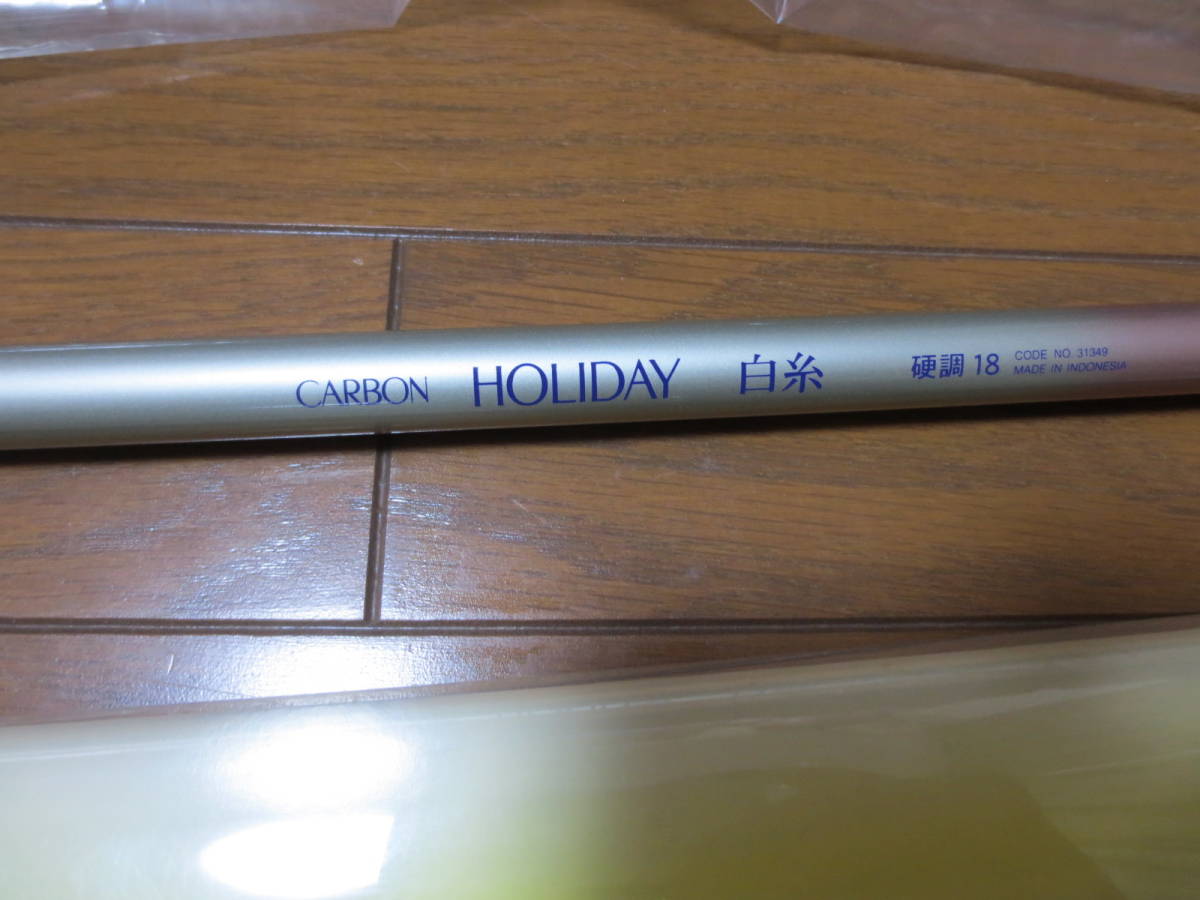 CARBON HOLIDAY 白糸 硬調 18
CODE NO. 31349
MADE IN INDONESIA